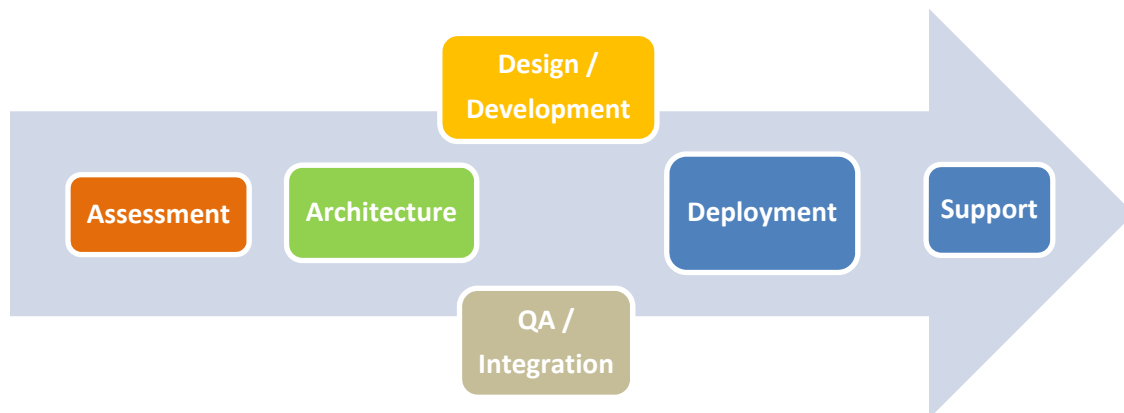 Assessment
Architecture
Design /
Development
QA /
Integration
Deployment
Support